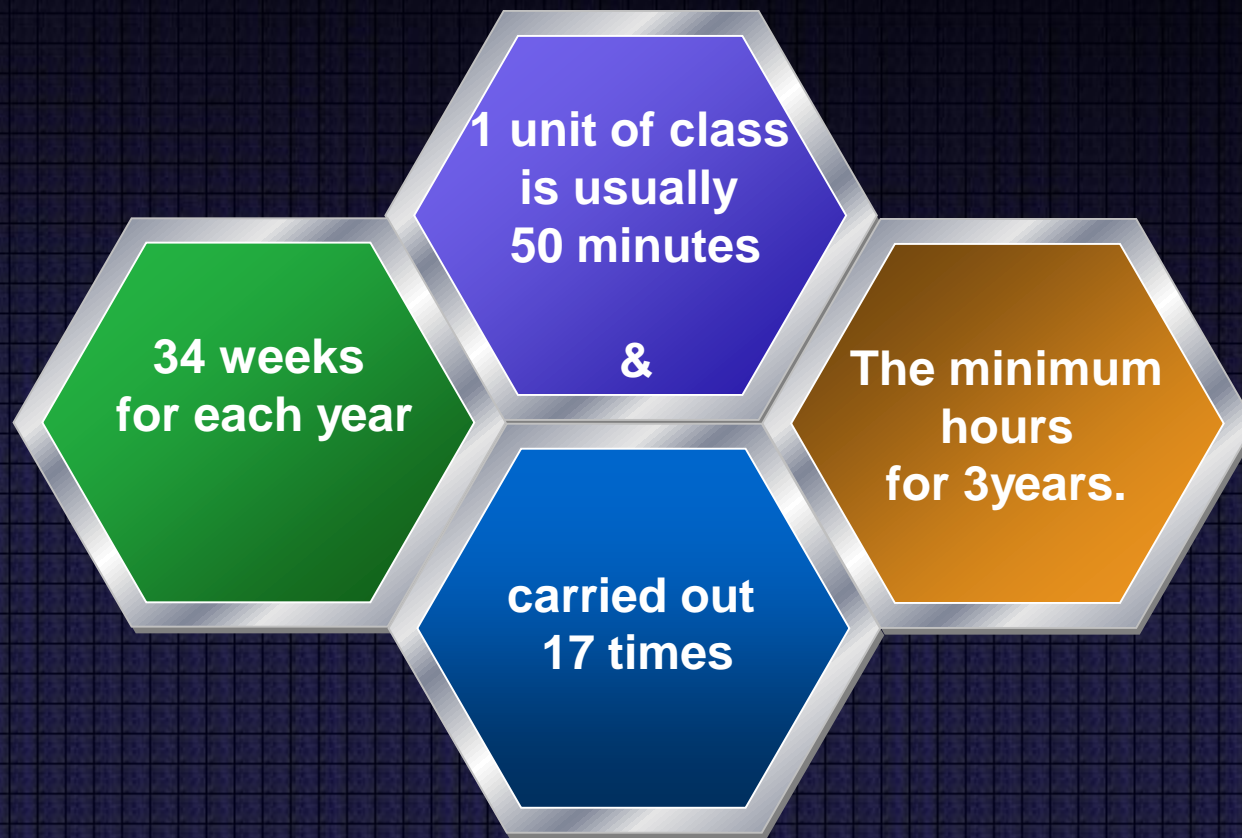 1 unit of class
is usually
50 minutes
&
34 weeks
for each year
The minimum
hours
for 3years.
carried out
17 times